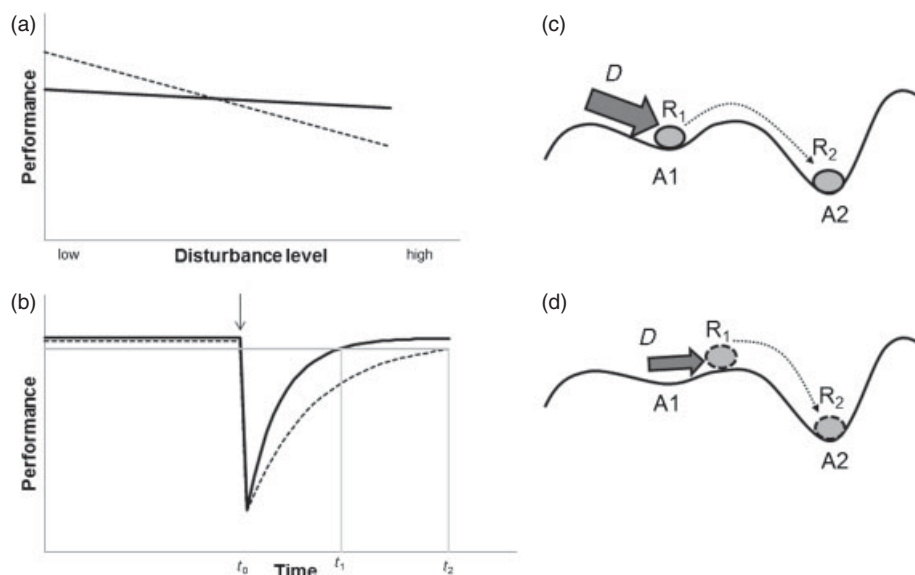 (a)
Performance
low
Disturbance level
high
(b)
Performance
t0
Time
t1
t2
(c)
D
R1
R2
A1
A2
(d)
D
R1
A1
R2
A2